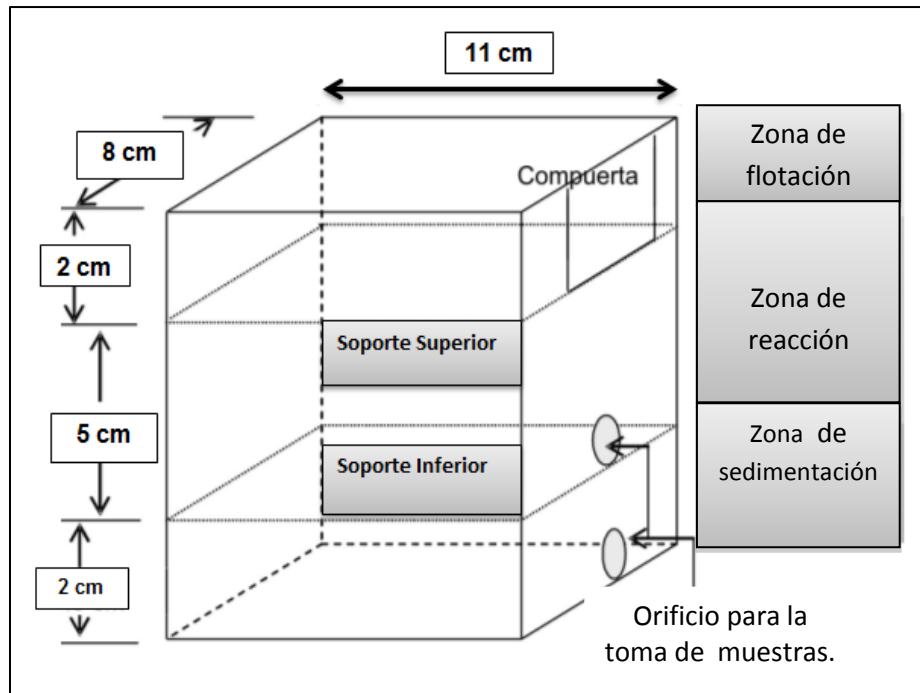 11 cm
8 cm
Zona de
flotación
Compuerta
2 cm
Zona de
reacción
Soporte Superior
5 cm
Zona de
sedimentación
Soporte Inferior
2 cm
Orificio para la
toma de muestras.